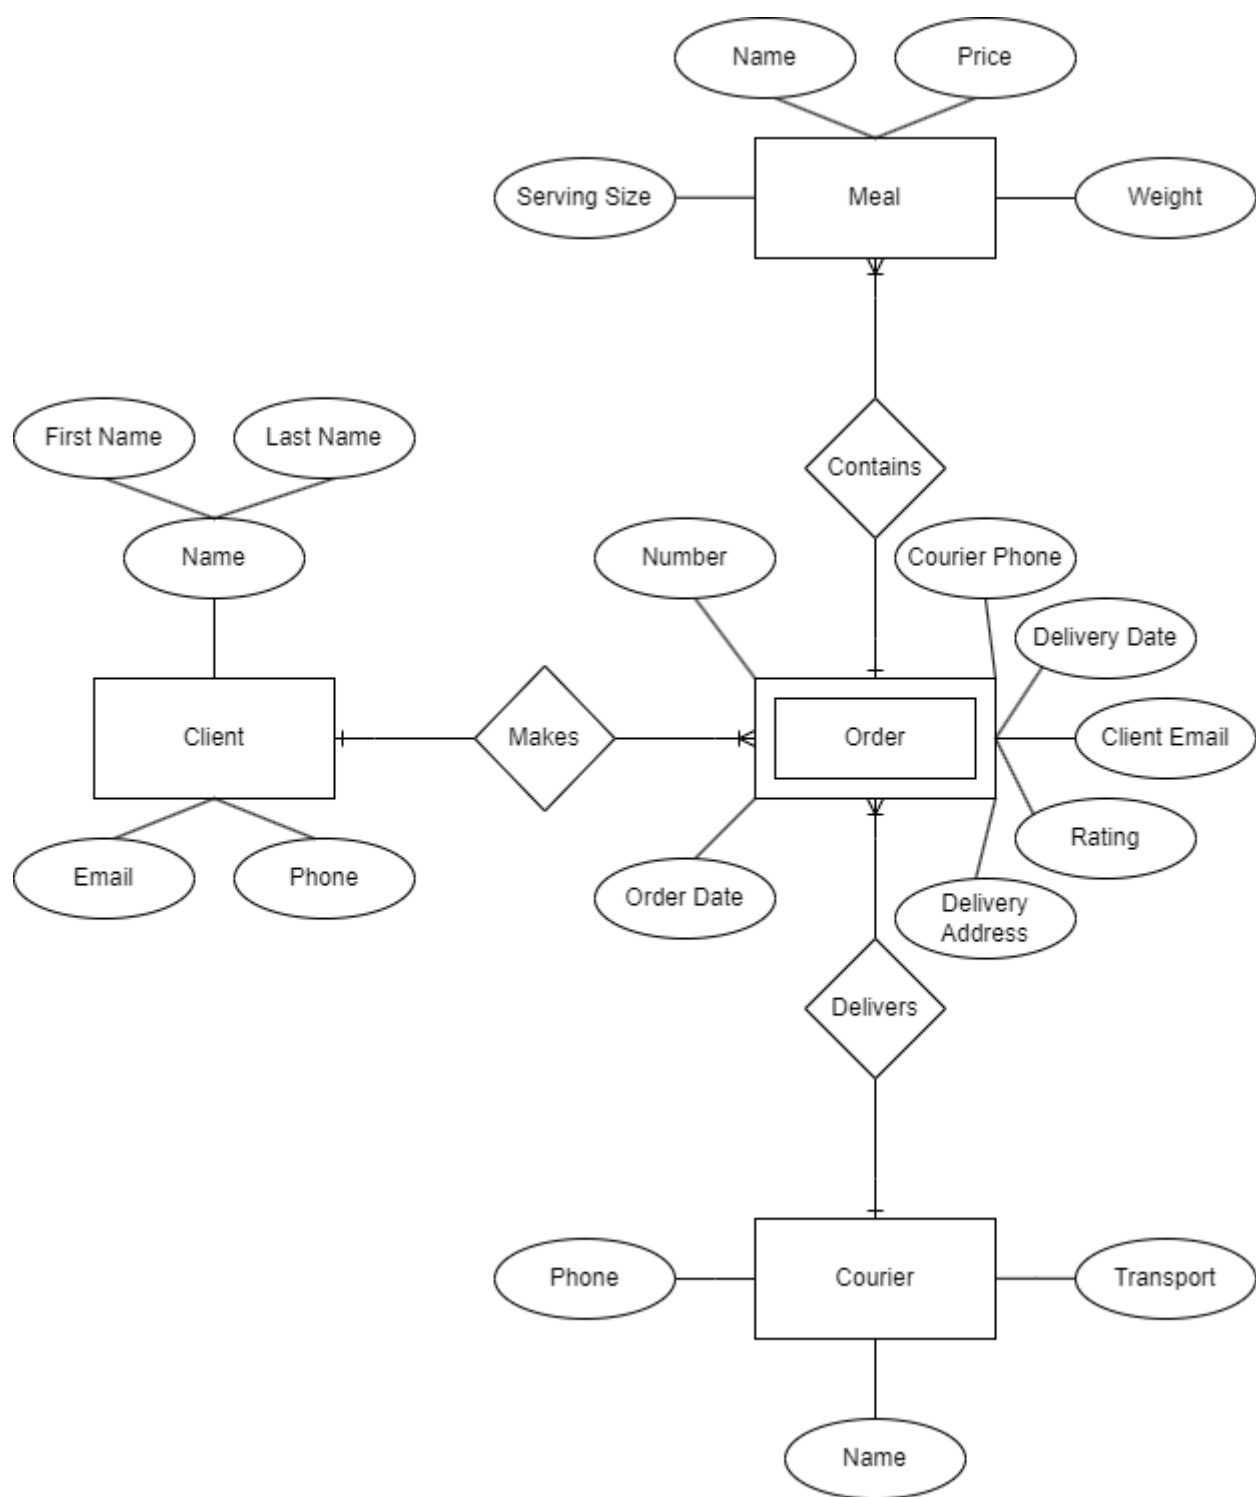 Name
Price
Serving Size
Meal
Weight
First Name
Last Name
Contains
Name
Number
Courier Phone
Delivery Date
Client
Makes
Order
Client Email
Rating
Email
Phone
Order Date
Delivery
Address
Delivers
Phone
Courier
Transport
Name